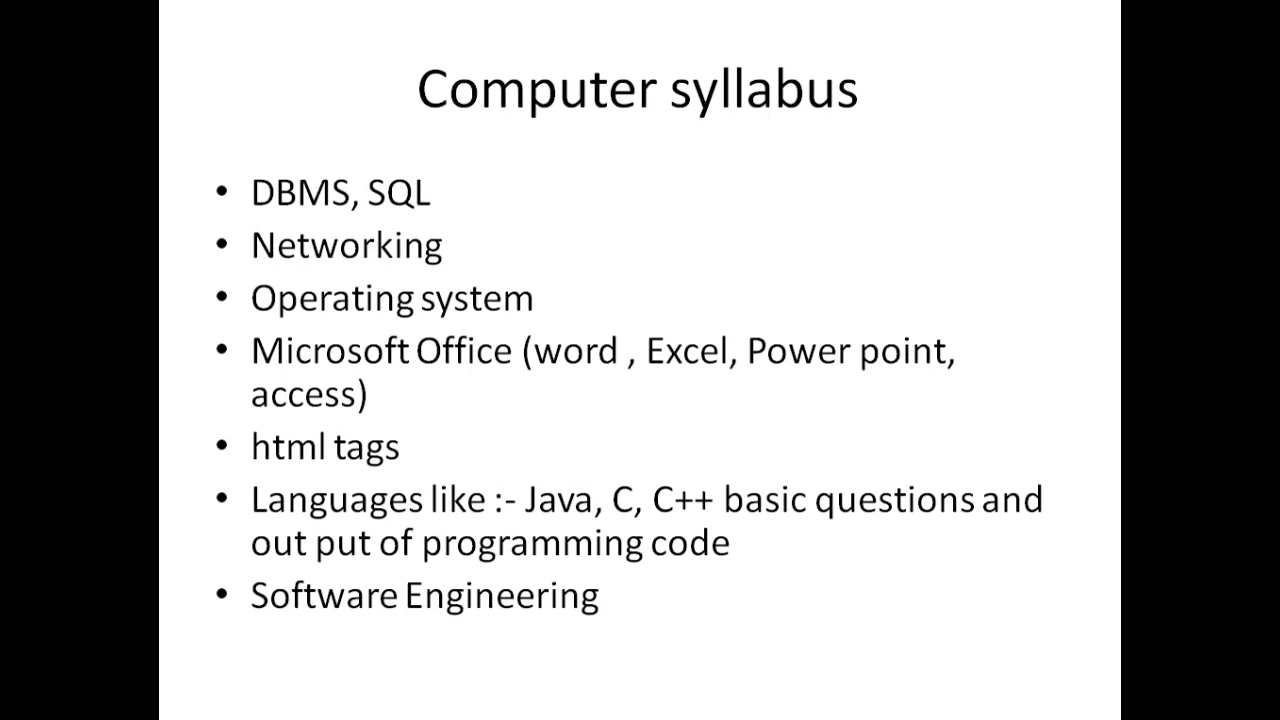 Computer syllabus
• DBMS, SQL
• Networking
• Operating system
• Microsoft Office (word , Excel, Power point,
access)
• html tags
• Languages like :- Java, C, C++ basic questions and
out put of programming code
• Software Engineering